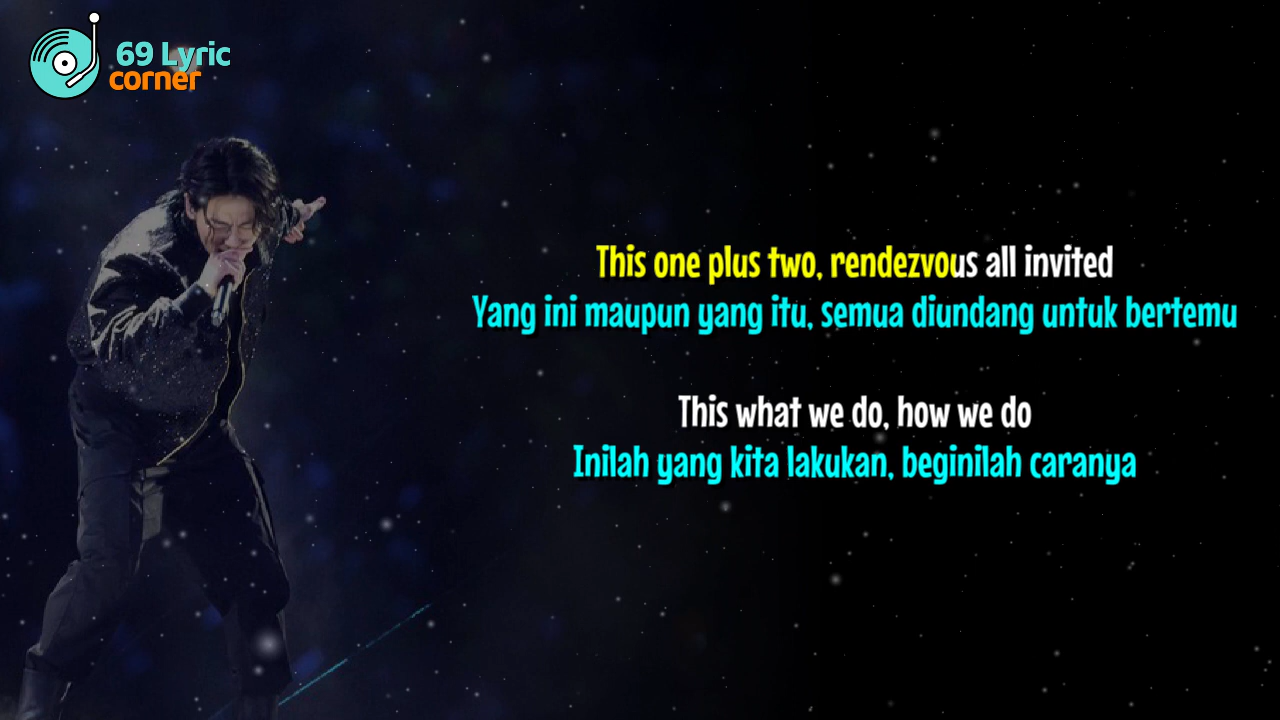 69 Lyric
corner
This one plus two, rendezvous all invited
Yang ini maupun yang itu, semua diundang untuk bertemu
This what we do, how we do
Inilah yang kita lakukan, beginilah caranya